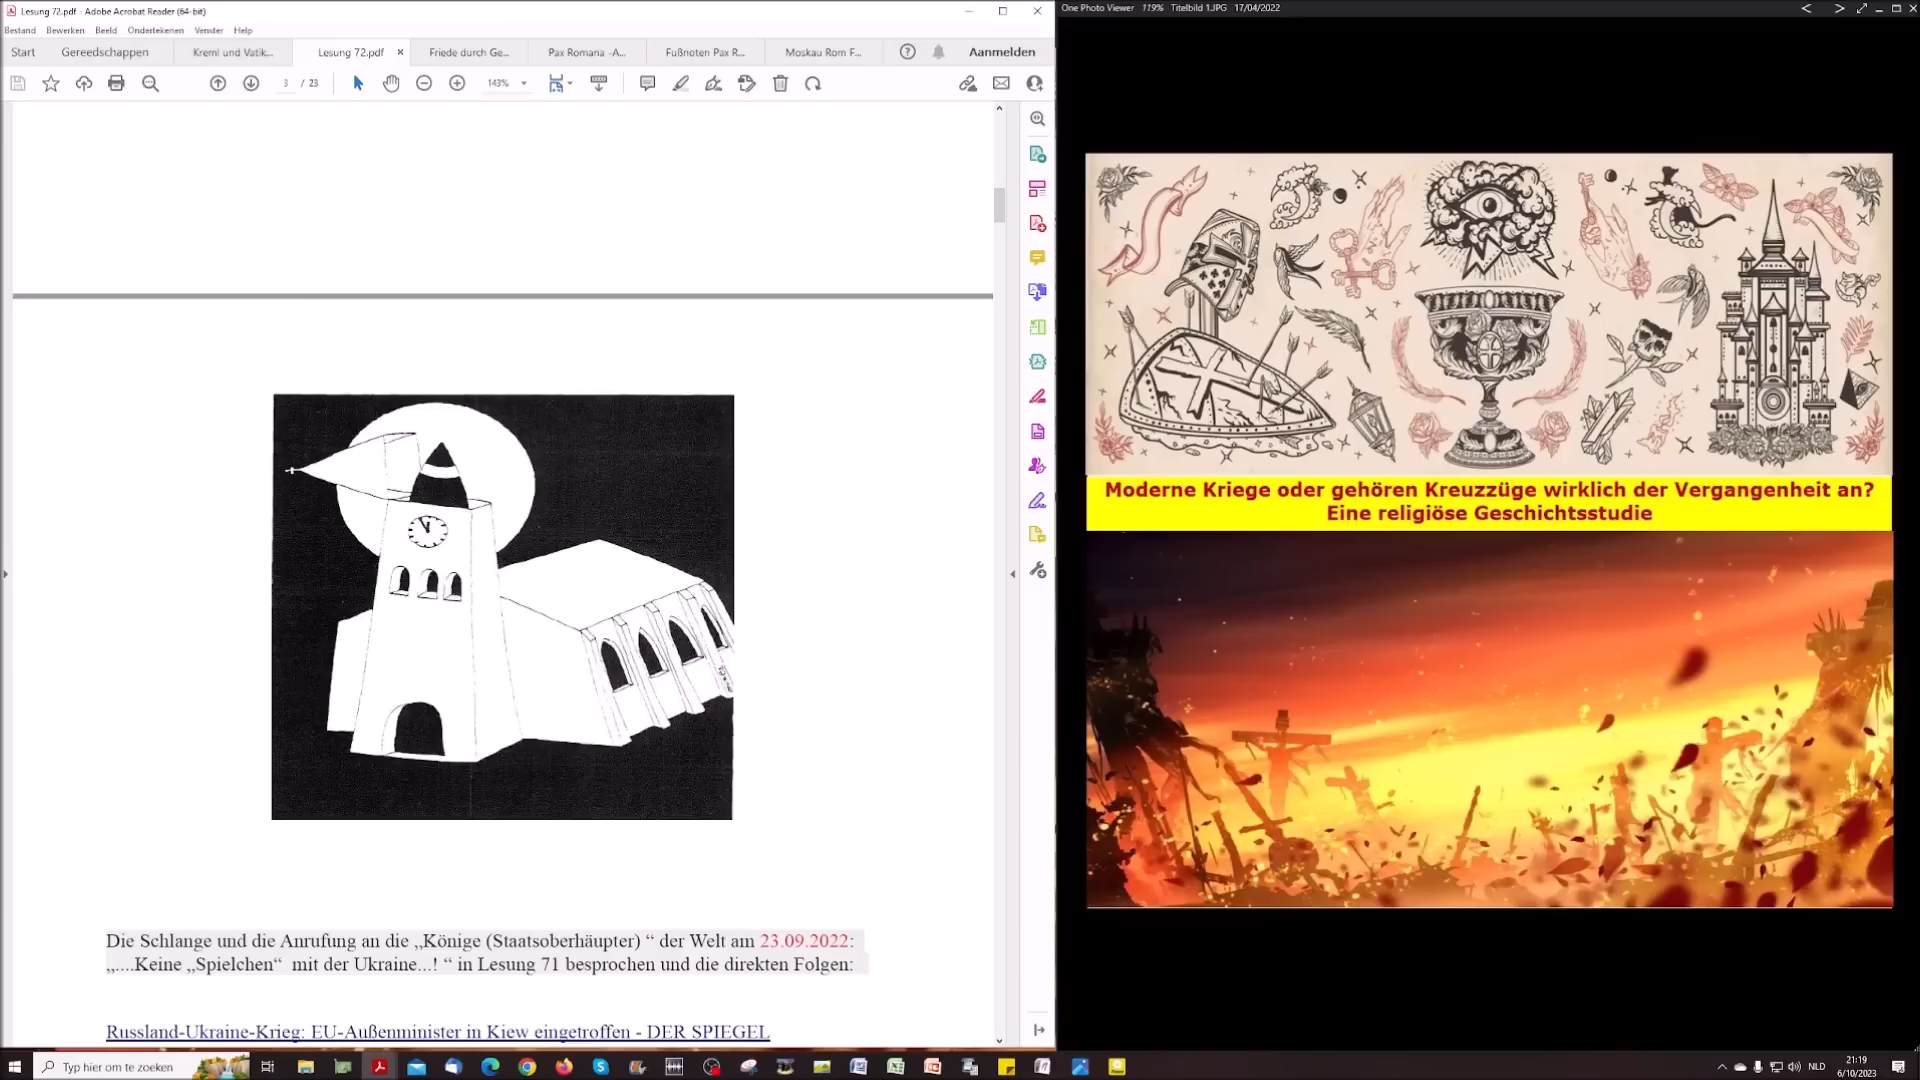 Lesung 72.pdf - Adobe Acrobat Reader (64-bit)
Bestand Bewerken Beeld Ondertekenen Venster Help
Start Gereedschappen Kreml und Vatik... Lesung 72.pdf × Friede durch Ge... Pax Romana -A... Fußnoten Pax R... Moskau Rom F... Aanmelden
3 / 23 143%
Die Schlange und die Anrufung an die „Könige (Staatsoberhäupter) “ der Welt am 23.09.2022:
„....Keine „Spielchen“ mit der Ukraine...! “ in Lesung 71 besprochen und die direkten Folgen:
Russland-Ukraine-Krieg: EU-Außenminister in Kiew eingetroffen - DER SPIEGEL
One Photo Viewer 119% Titelbild 1.JPG 17/04/2022
Moderne Kriege oder gehören Kreuzzüge wirklich der Vergangenheit an?
Eine religiöse Geschichtsstudie
Typ hier om te zoeken
NLD
21:19
6/10/2023